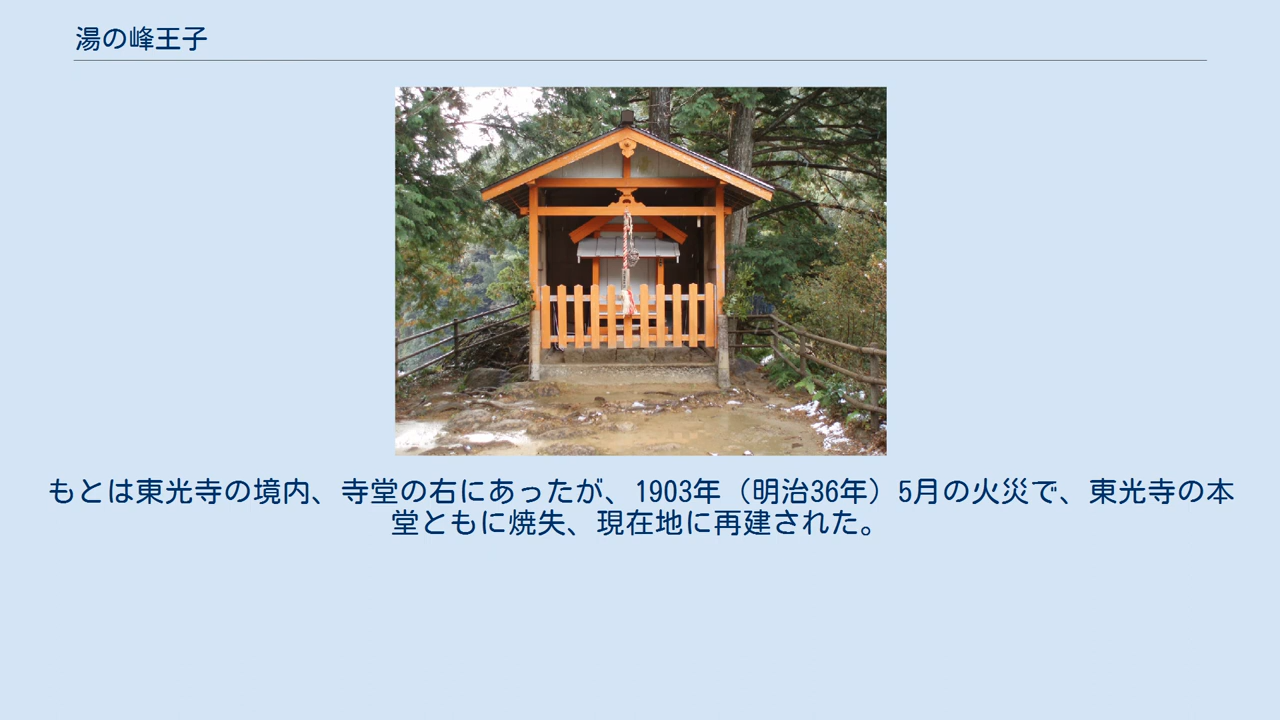 湯の峰王子
もとは東光寺の境内、寺堂の右にあったが、1903年（明治36年）5月の火災で、東光寺の本
堂ともに焼失、現在地に再建された。